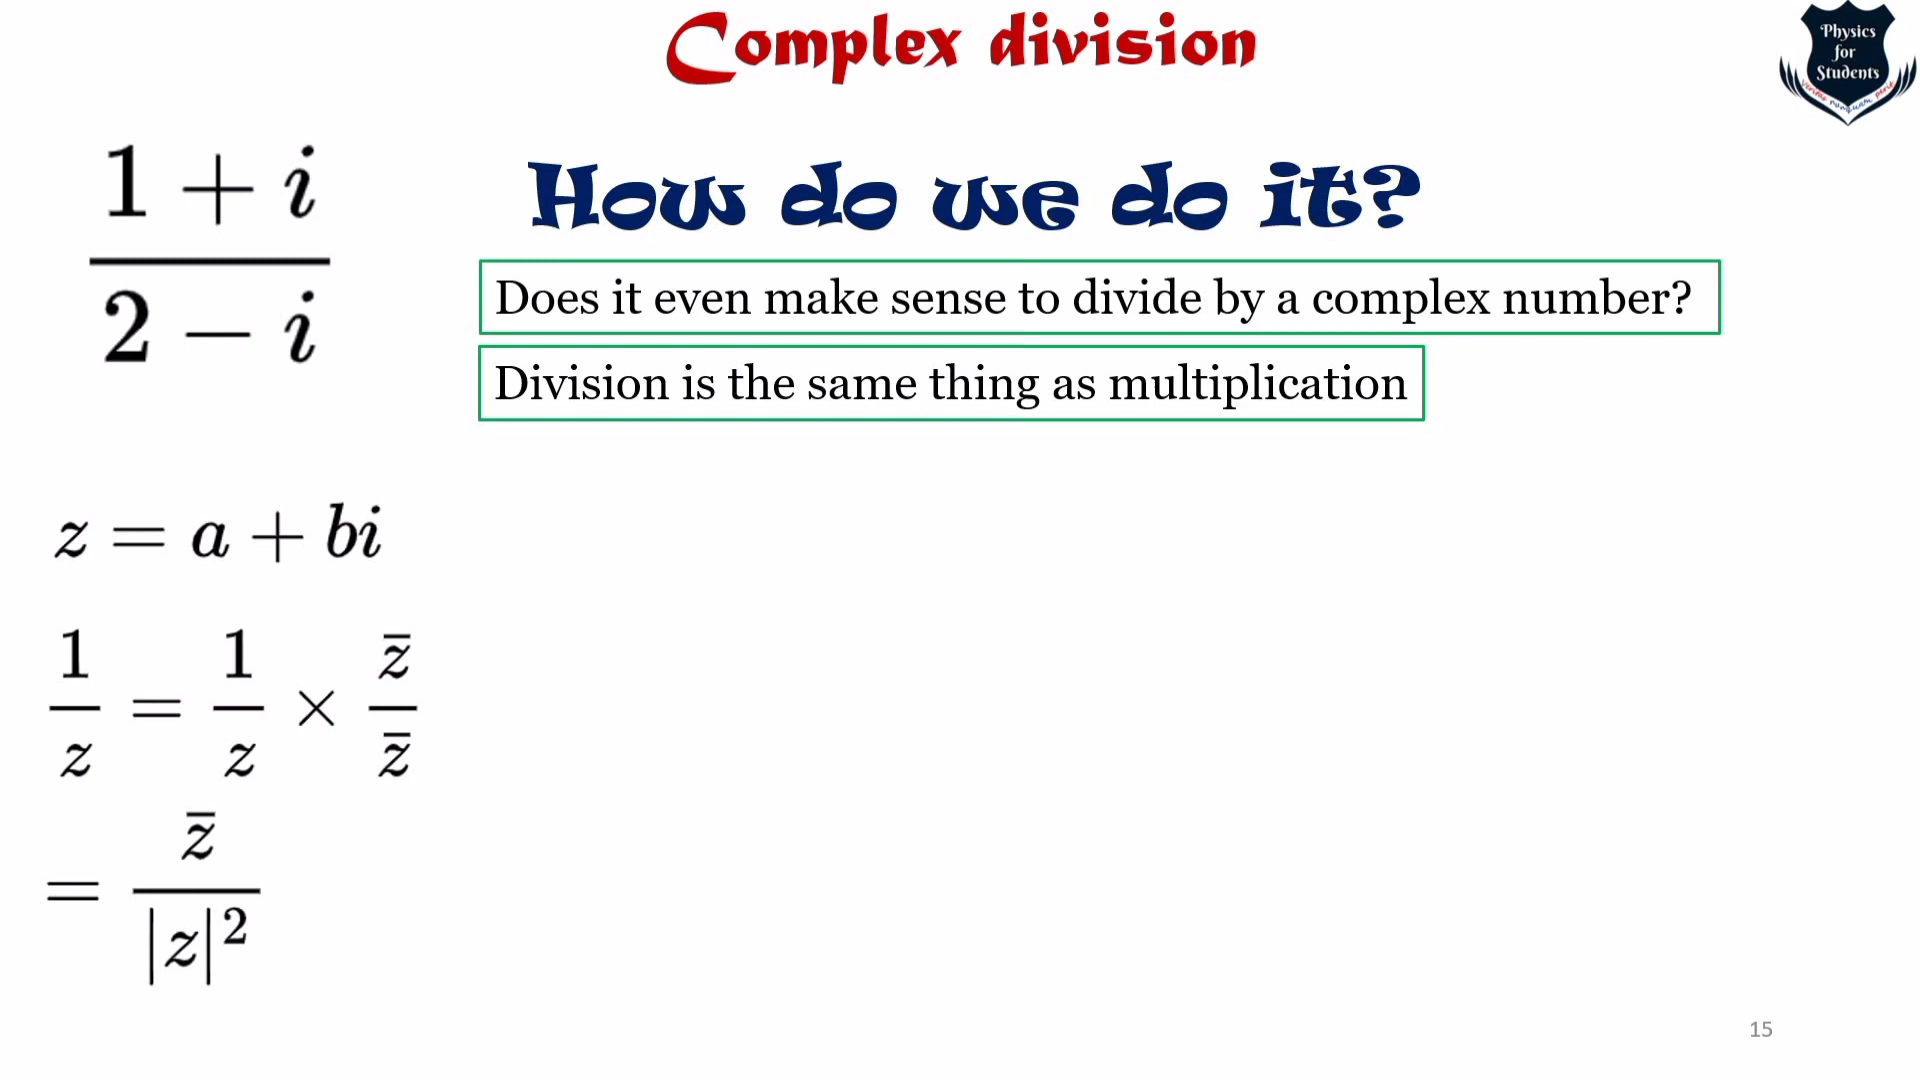 Complex division
Physics
for
Students
1 + i
2 − i
How do we do it?
Does it even make sense to divide by a complex number?
Division is the same thing as multiplication
z = a + bi
1/z = 1/z × z̄/z̄
= z̄/|z|²
15